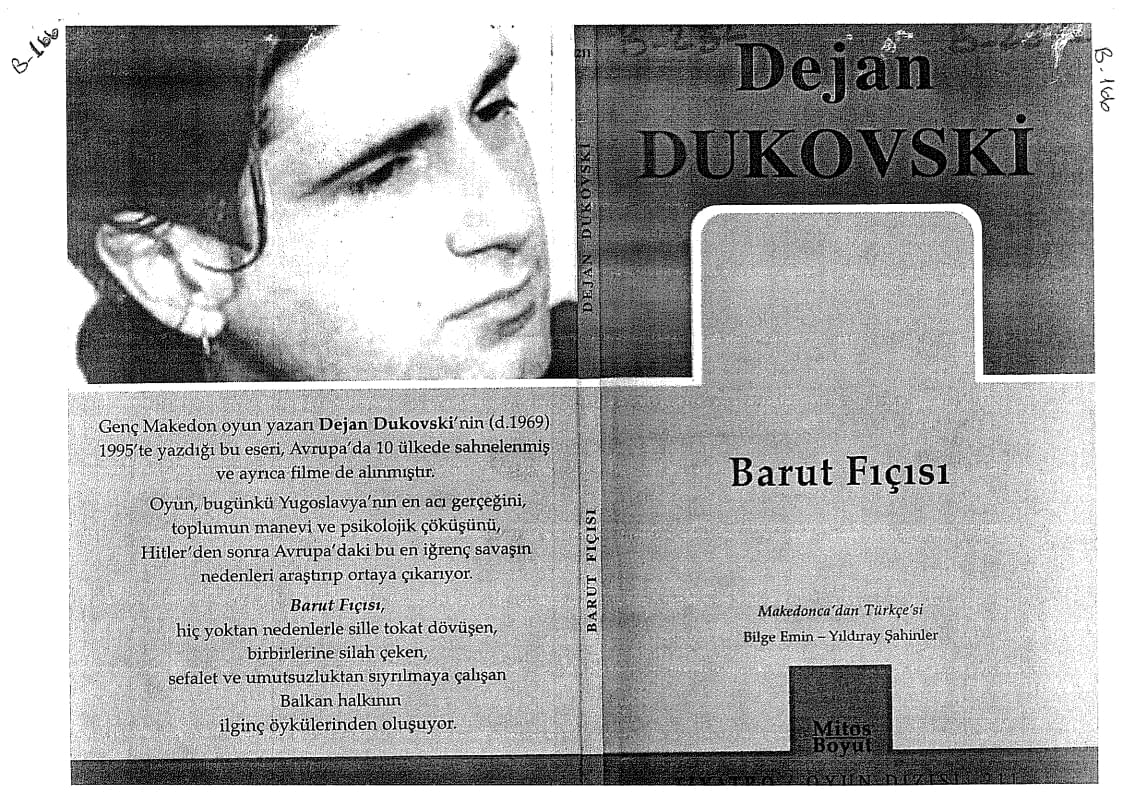 B-166
Genç Makedon oyun yazarı Dejan Dukovski'nin (d.1969)
1995'te yazdığı bu eseri, Avrupa'da 10 ülkede sahnelenmiş
ve ayrıca filme de alınmıştır.
Oyun, bugünkü Yugoslavya'nın en acı gerçeğini,
toplumun manevi ve psikolojik çöküşünü,
Hitler'den sonra Avrupa'daki bu en iğrenç savaşın
nedenleri araştırıp ortaya çıkarıyor.
Barut Fıçısı,
hiç yoktan nedenlerle sille tokat dövüşen,
birbirlerine silah çeken,
sefalet ve umutsuzluktan sıyrılmaya çalışan
Balkan halkının
ilginç öykülerinden oluşuyor.
211
DEJAN DUKOVSKİ
BARUT FIÇISI
B-166
Dejan
DUKOVSKİ
Barut Fıçısı
Makedonca'dan Türkçe'si
Bilge Emin – Yıldıray Şahinler
Mitos
Boyut
TİYATRO / OYUN DİZİSİ 211